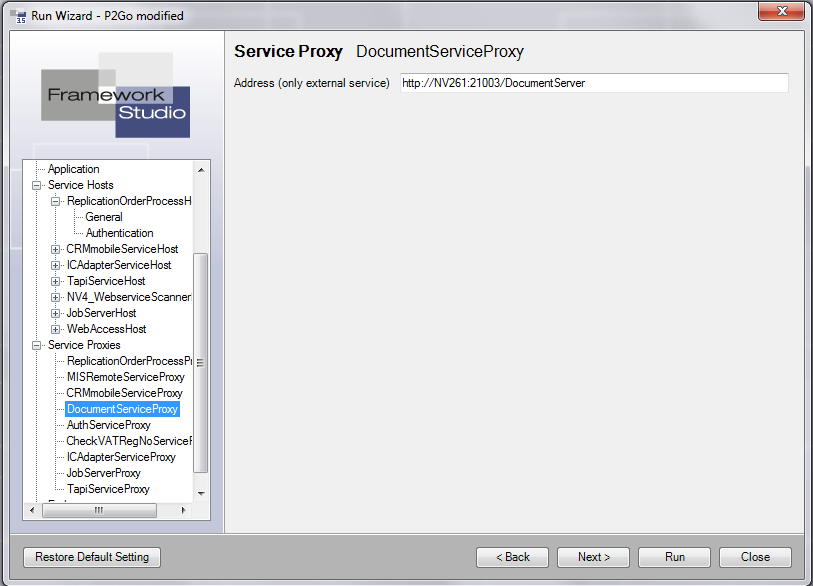 Run Wizard - P2Go modified
Framework
Studio
Service Proxy DocumentServiceProxy
Address (only external service) http://NV261:21003/DocumentServer
Application
Service Hosts
ReplicationOrderProcessH
General
Authentication
CRMmobileServiceHost
ICAdapterServiceHost
TapiServiceHost
NV4_WebserviceScanner
JobServerHost
WebAccessHost
Service Proxies
ReplicationOrderProcessPr
MISRemoteServiceProxy
CRMmobileServiceProxy
DocumentServiceProxy
AuthServiceProxy
CheckVATRegNoServiceP
ICAdapterServiceProxy
JobServerProxy
TapiServiceProxy
Restore Default Setting
< Back
Next >
Run
Close